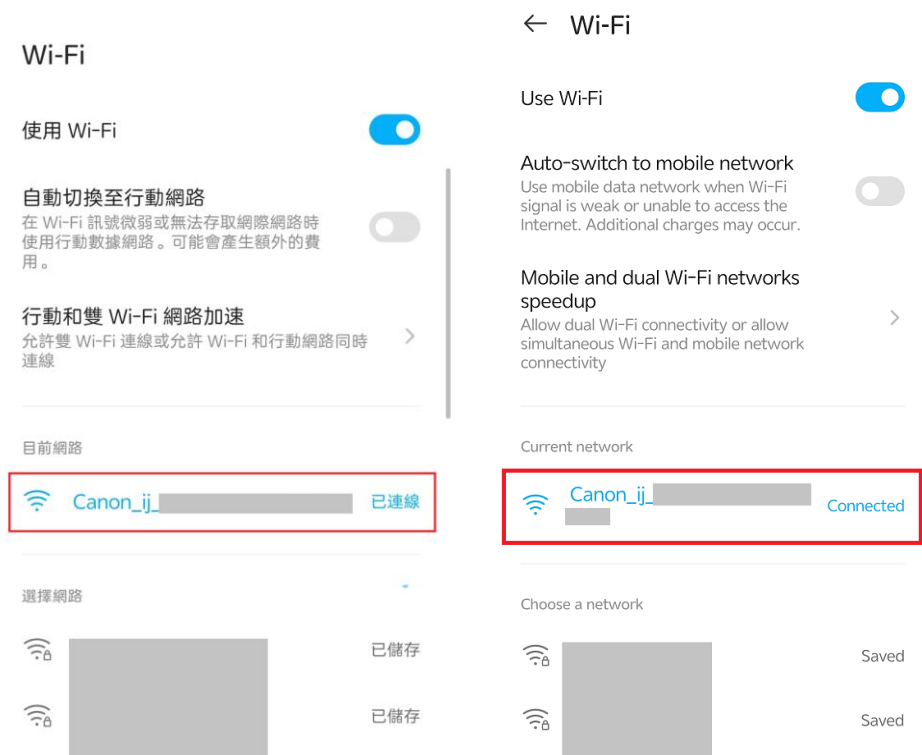 Wi-Fi
使用 Wi-Fi
自動切換至行動網路
在 Wi-Fi 訊號微弱或無法存取網際網路時
使用行動數據網路。可能會產生額外的費
用。
行動和雙 Wi-Fi 網路加速
允許雙 Wi-Fi 連線或允許 Wi-Fi 和行動網路同時
連線
目前網路
Canon_ij_ 已連線
選擇網路
已儲存
已儲存
Wi-Fi
Use Wi-Fi
Auto-switch to mobile network
Use mobile data network when Wi-Fi
signal is weak or unable to access the
Internet. Additional charges may occur.
Mobile and dual Wi-Fi networks
speedup
Allow dual Wi-Fi connectivity or allow
simultaneous Wi-Fi and mobile network
connectivity
Current network
Canon_ij_ Connected
Choose a network
Saved
Saved